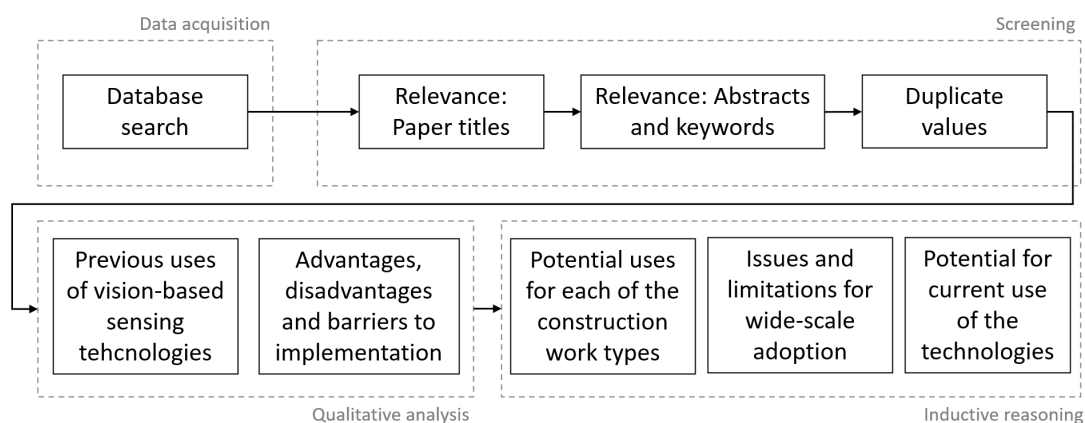 Data acquisition
Screening
Database
search
Relevance:
Paper titles
Relevance: Abstracts
and keywords
Duplicate
values
Previous uses
of vision-based
sensing
tehcnologies
Advantages,
disadvantages
and barriers to
implementation
Potential uses
for each of the
construction
work types
Issues and
limitations for
wide-scale
adoption
Potential for
current use
of the
technologies
Qualitative analysis
Inductive reasoning